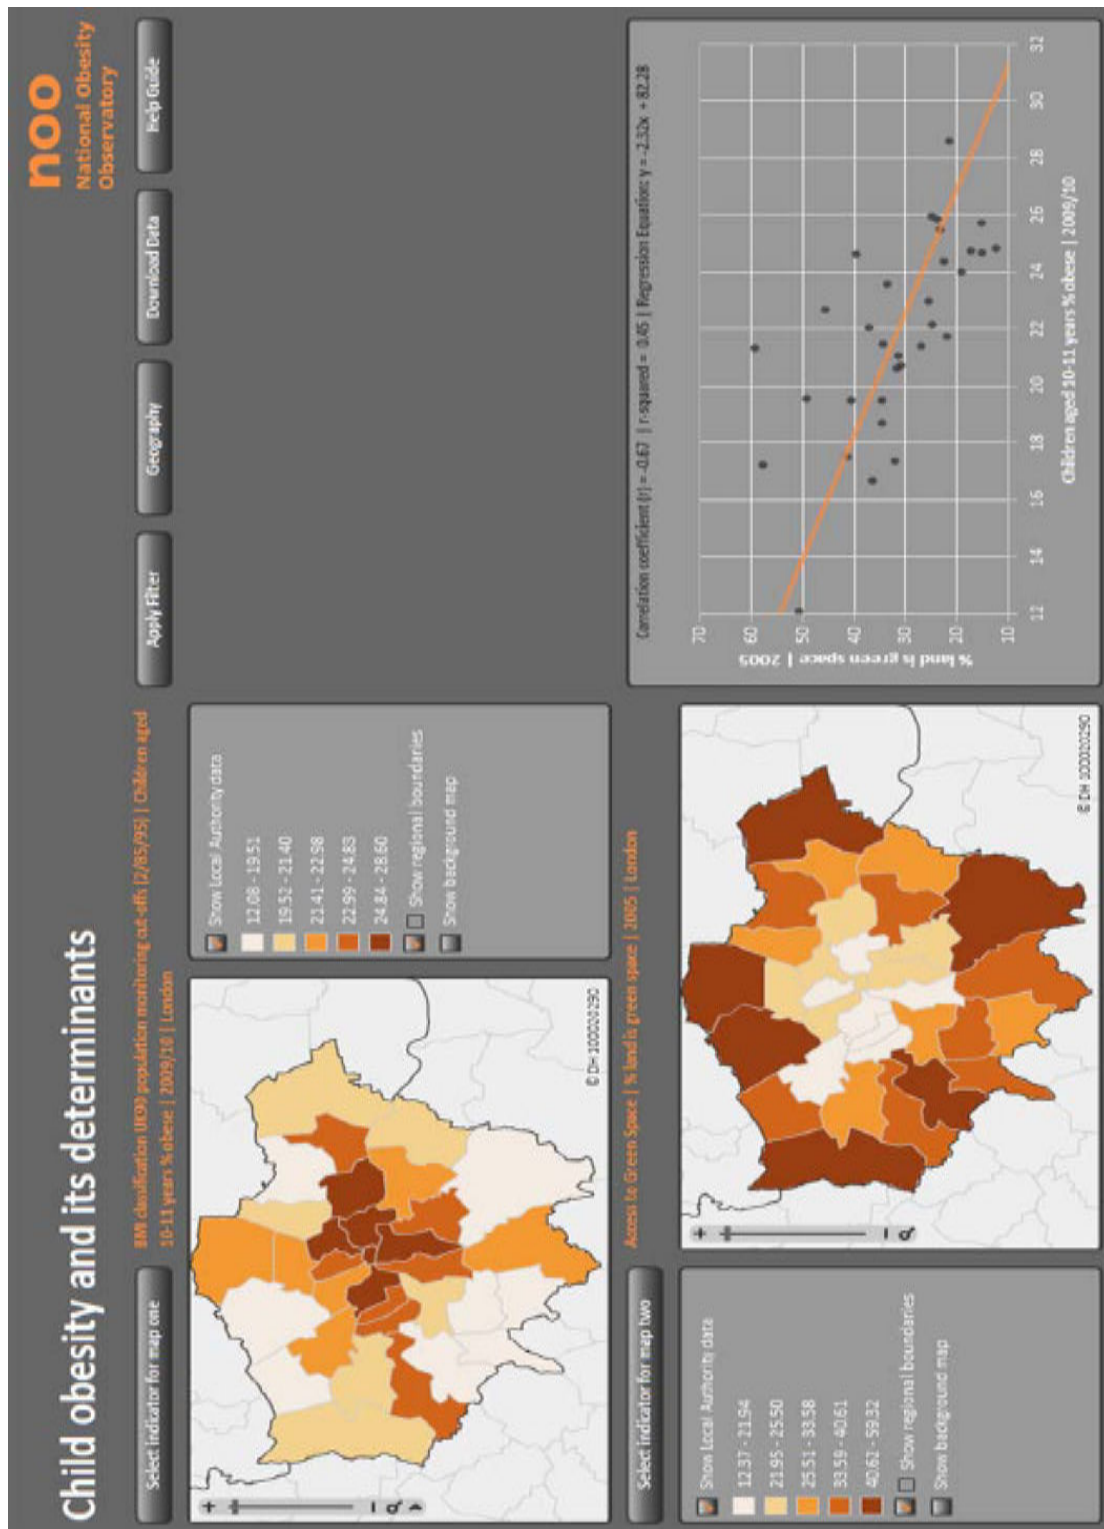 Child obesity and its determinants
noo
National Obesity
Observatory
Select indicator for map one
BMI classification UK90 population monitoring cut-offs (2/85/95) | Children aged
10-11 years % obese | 2009/10 | London
Apply Filter
Geography
Download Data
Help Guide
© DH 100020290
Show Local Authority data
12.08 - 19.51
19.52 - 21.40
21.41 - 22.98
22.99 - 24.83
24.84 - 28.60
Show regional boundaries
Show background map
Select indicator for map two
Access to Green Space | % land is green space | 2005 | London
Show Local Authority data
12.37 - 21.94
21.95 - 25.50
25.51 - 33.58
33.59 - 40.61
40.62 - 59.32
Show regional boundaries
Show background map
© DH 100020290
Correlation coefficient (r) = -0.67 | r-squared = 0.45 | Regression Equation: y = -2.32x + 82.28
% land is green space | 2005
70
60
50
40
30
20
10
12 14 16 18 20 22 24 26 28 30 32
Children aged 10-11 years % obese | 2009/10